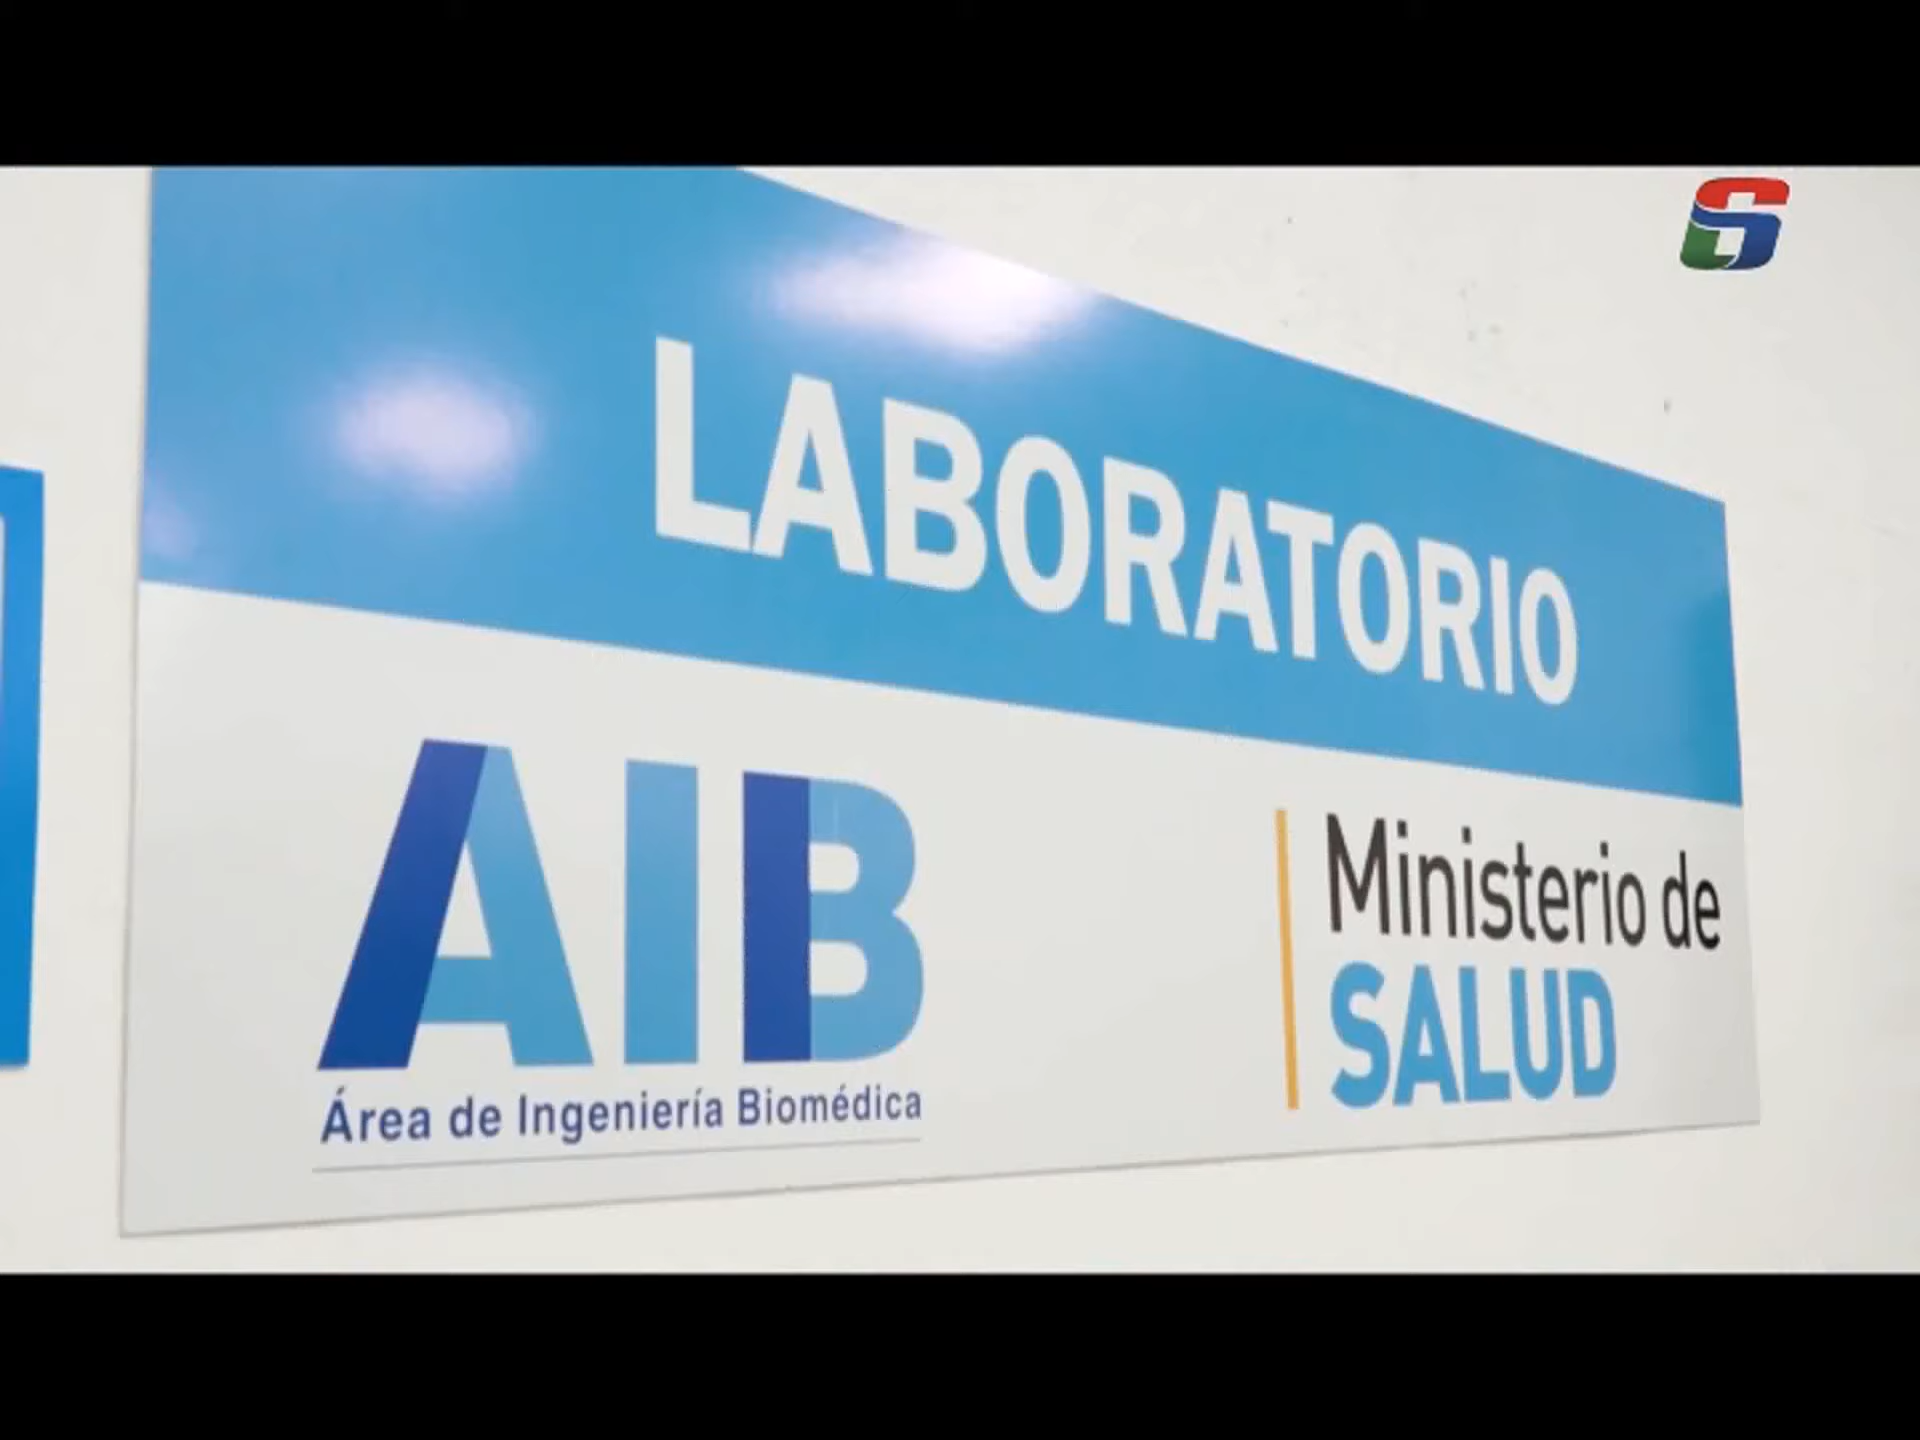 LABORATORIO
AIB
Área de Ingeniería Biomédica
Ministerio de
SALUD